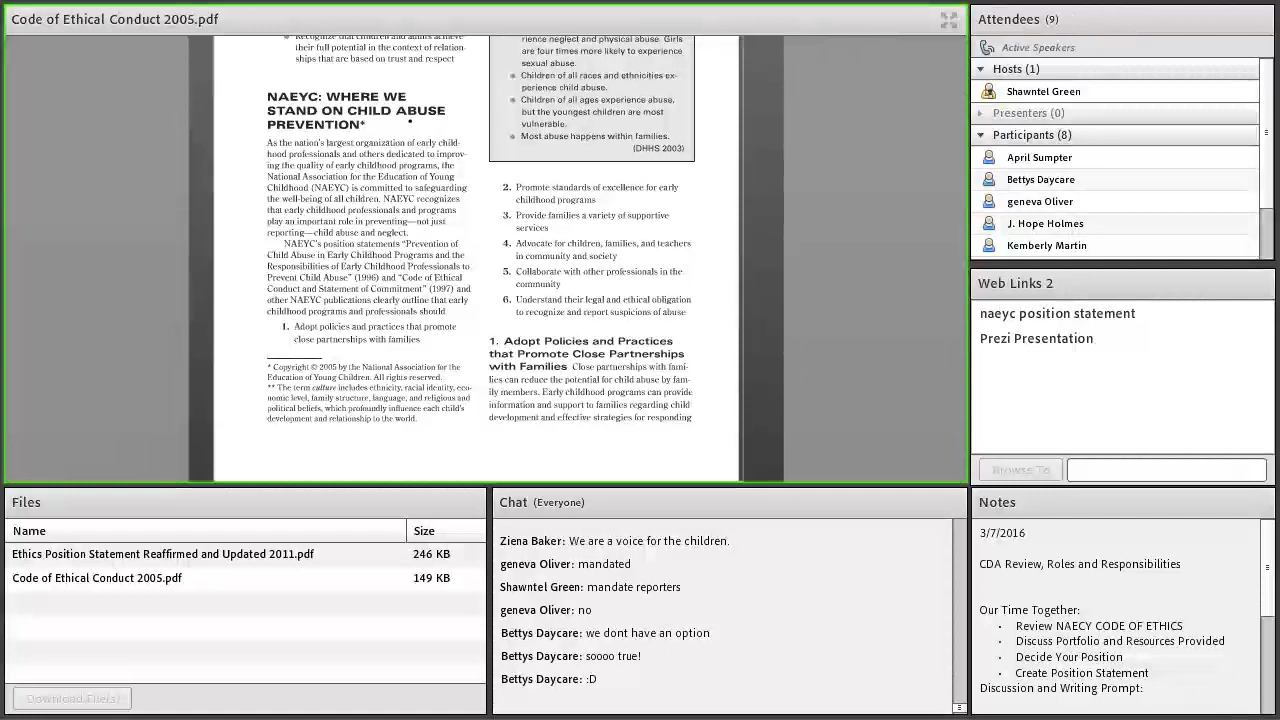 Code of Ethical Conduct 2005.pdf
Recognize that children and adults achieve
their full potential in the context of relation-
ships that are based on trust and respect
NAEYC: WHERE WE
STAND ON CHILD ABUSE
PREVENTION*
As the nation's largest organization of early child-
hood professionals and others dedicated to improv-
ing the quality of early childhood programs, the
National Association for the Education of Young
Childhood (NAEYC) is committed to safeguarding
the well-being of all children. NAEYC recognizes
that early childhood professionals and programs
play an important role in preventing—not just
reporting—child abuse and neglect.
NAEYC's position statements "Prevention of
Child Abuse in Early Childhood Programs and the
Responsibilities of Early Childhood Professionals to
Prevent Child Abuse" (1996) and "Code of Ethical
Conduct and Statement of Commitment" (1997) and
other NAEYC publications clearly outline that early
childhood programs and professionals should
1. Adopt policies and practices that promote
close partnerships with families
* Copyright © 2005 by the National Association for the
Education of Young Children. All rights reserved.
** The term culture includes ethnicity, racial identity, eco-
nomic level, family structure, language, and religious and
political beliefs, which profoundly influence each child's
development and relationship to the world.
rience neglect and physical abuse. Girls
are four times more likely to experience
sexual abuse.
Children of all races and ethnicities ex-
perience child abuse.
Children of all ages experience abuse,
but the youngest children are most
vulnerable.
Most abuse happens within families.
(DHHS 2003)
2. Promote standards of excellence for early
childhood programs
3. Provide families a variety of supportive
services
4. Advocate for children, families, and teachers
in community and society
5. Collaborate with other professionals in the
community
6. Understand their legal and ethical obligation
to recognize and report suspicions of abuse
1. Adopt Policies and Practices
that Promote Close Partnerships
with Families Close partnerships with fami-
lies can reduce the potential for child abuse by fam-
ily members. Early childhood programs can provide
information and support to families regarding child
development and effective strategies for responding
Attendees (9)
Active Speakers
Hosts (1)
Shawntel Green
Presenters (0)
Participants (8)
April Sumpter
Bettys Daycare
geneva Oliver
J. Hope Holmes
Kemberly Martin
Web Links 2
naeyc position statement
Prezi Presentation
Browse To
Files
Name Size
Ethics Position Statement Reaffirmed and Updated 2011.pdf 246 KB
Code of Ethical Conduct 2005.pdf 149 KB
Download File(s)
Chat (Everyone)
Ziena Baker: We are a voice for the children.
geneva Oliver: mandated
Shawntel Green: mandate reporters
geneva Oliver: no
Bettys Daycare: we dont have an option
Bettys Daycare: soooo true!
Bettys Daycare: :D
Notes
3/7/2016
CDA Review, Roles and Responsibilities
Our Time Together:
• Review NAECY CODE OF ETHICS
• Discuss Portfolio and Resources Provided
• Decide Your Position
• Create Position Statement
Discussion and Writing Prompt: